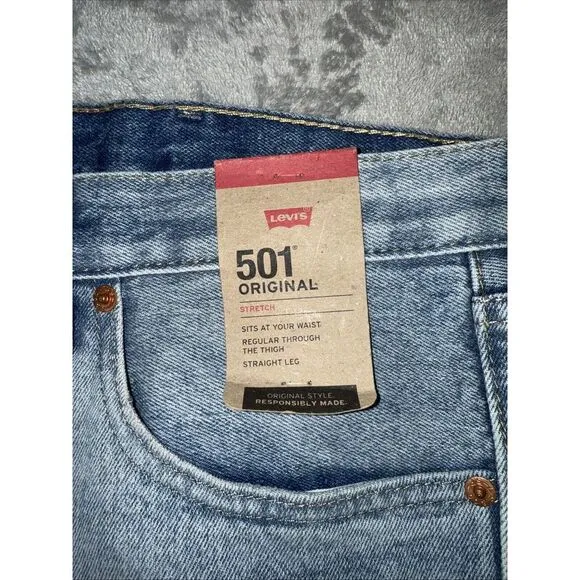 Levi's
501®
ORIGINAL
STRETCH
SITS AT YOUR WAIST
REGULAR THROUGH
THE THIGH
STRAIGHT LEG
ORIGINAL STYLE.
RESPONSIBLY MADE.